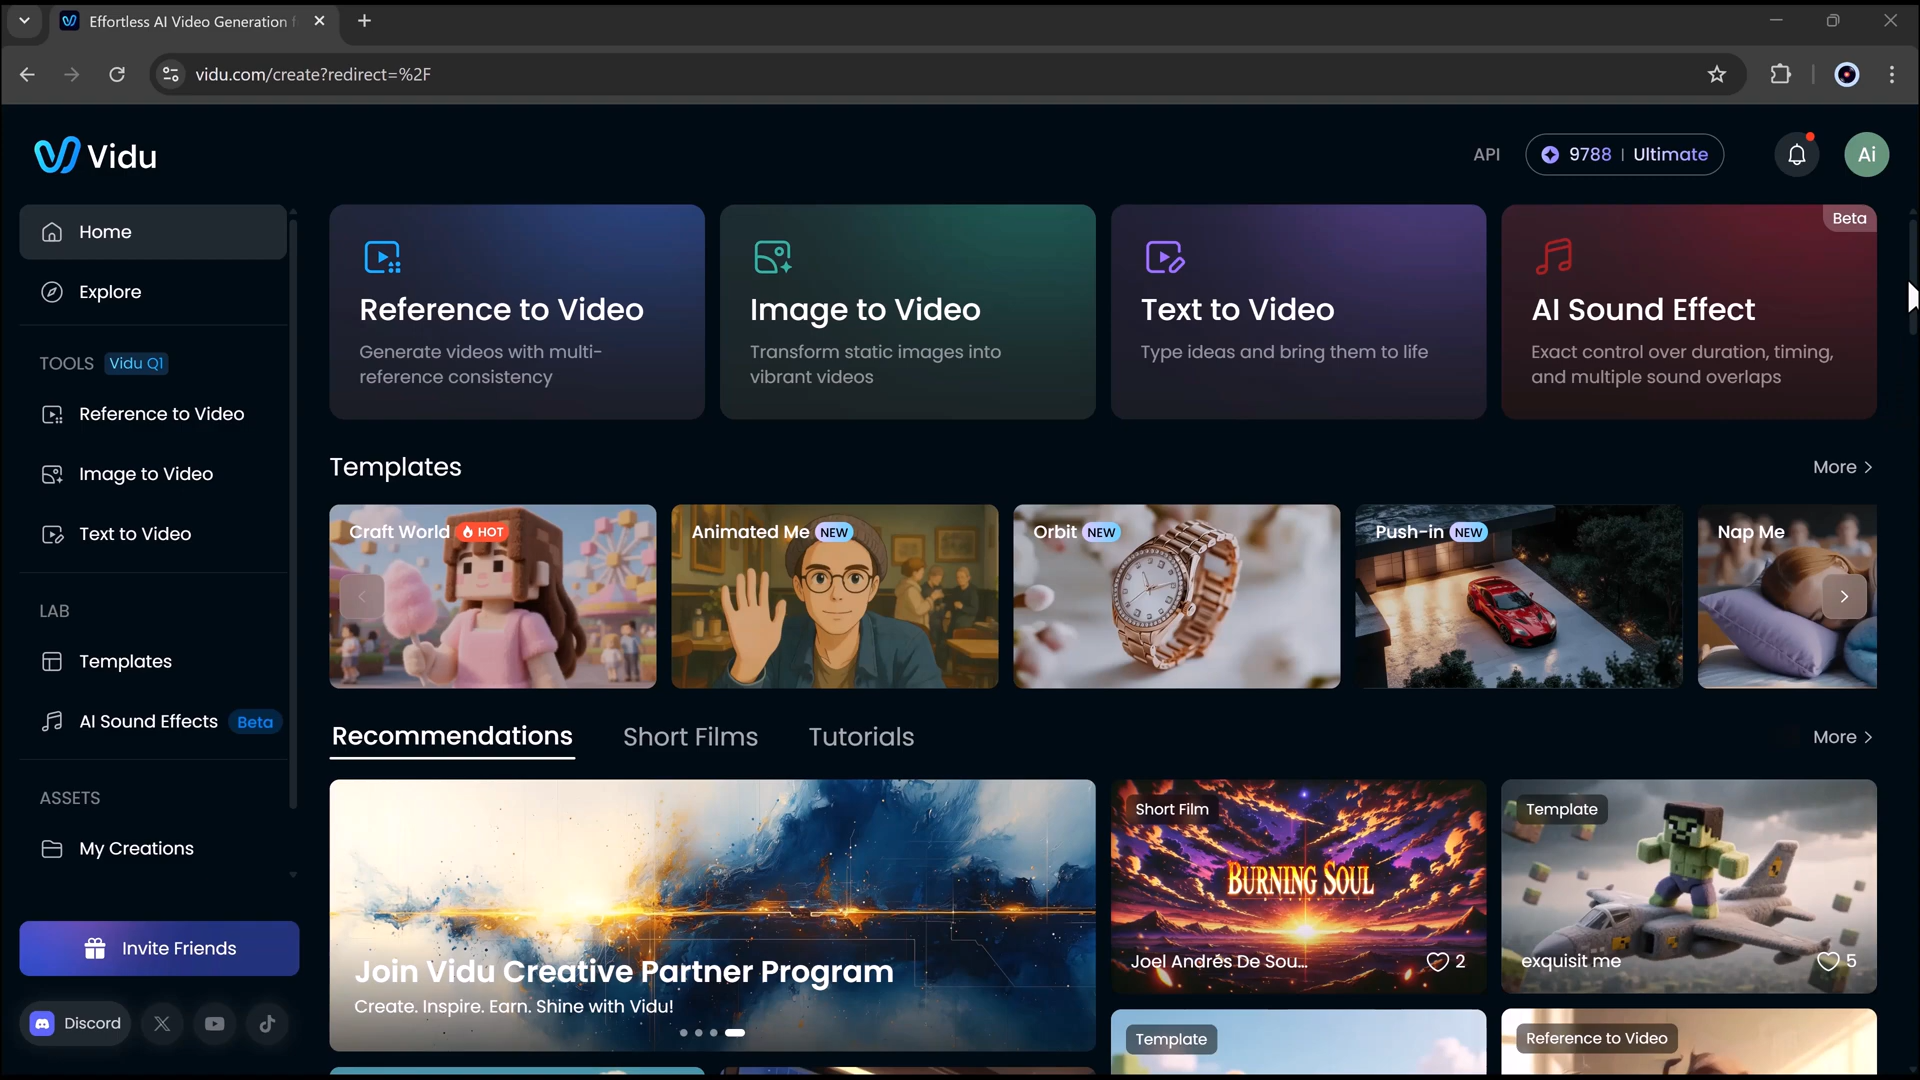 Effortless AI Video Generation f
vidu.com/create?redirect=%2F
Vidu
API
9788 | Ultimate
Ai
Home
Explore
TOOLS Vidu Q1
Reference to Video
Image to Video
Text to Video
LAB
Templates
AI Sound Effects Beta
ASSETS
My Creations
Invite Friends
Discord
Reference to Video
Generate videos with multi-
reference consistency
Image to Video
Transform static images into
vibrant videos
Text to Video
Type ideas and bring them to life
Beta
AI Sound Effect
Exact control over duration, timing,
and multiple sound overlaps
Templates
More >
Craft World HOT
Animated Me NEW
Orbit NEW
Push-in NEW
Nap Me
Recommendations
Short Films
Tutorials
More >
Join Vidu Creative Partner Program
Create. Inspire. Earn. Shine with Vidu!
Short Film
BURNING SOUL
Joel Andrés De Sou...
2
Template
exquisit me
5
Template
Reference to Video